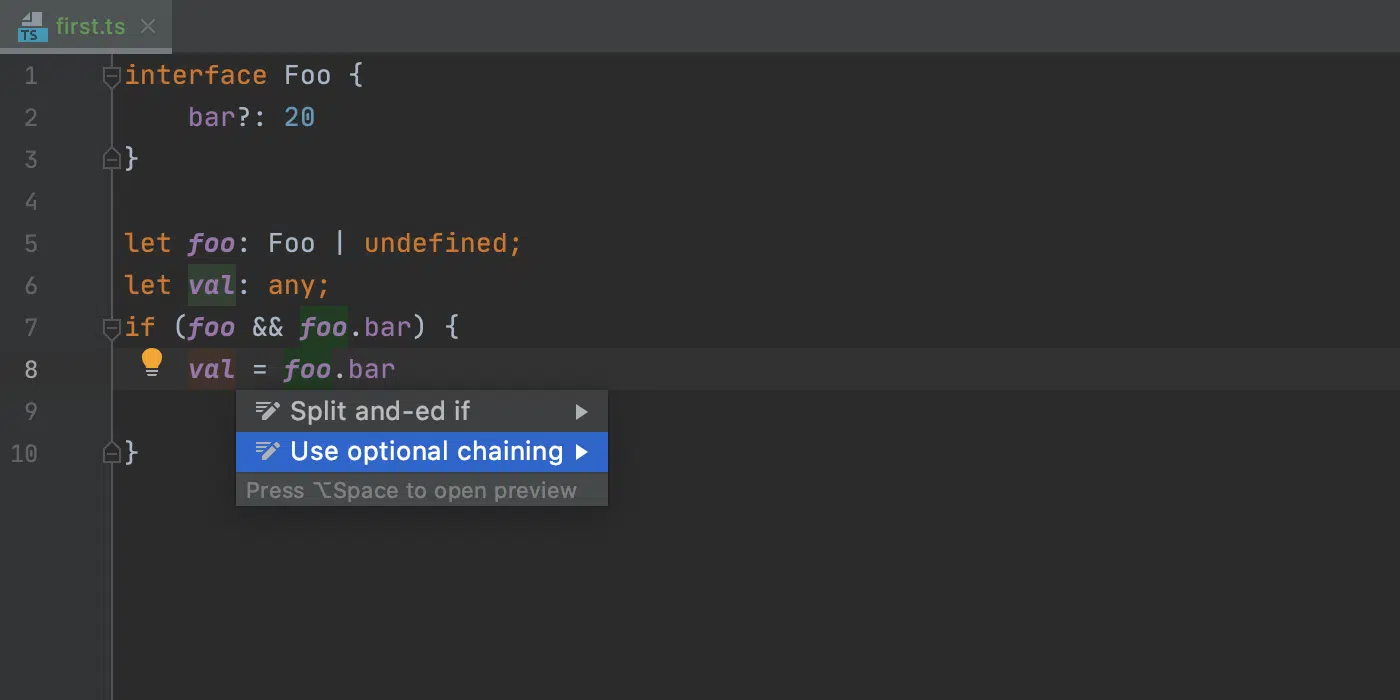 TS first.ts
1 interface Foo {
2     bar?: 20
3 }
4
5 let foo: Foo | undefined;
6 let val: any;
7 if (foo && foo.bar) {
8     val = foo.bar
9
Split and-ed if
10 }
Use optional chaining
Press ⌥Space to open preview